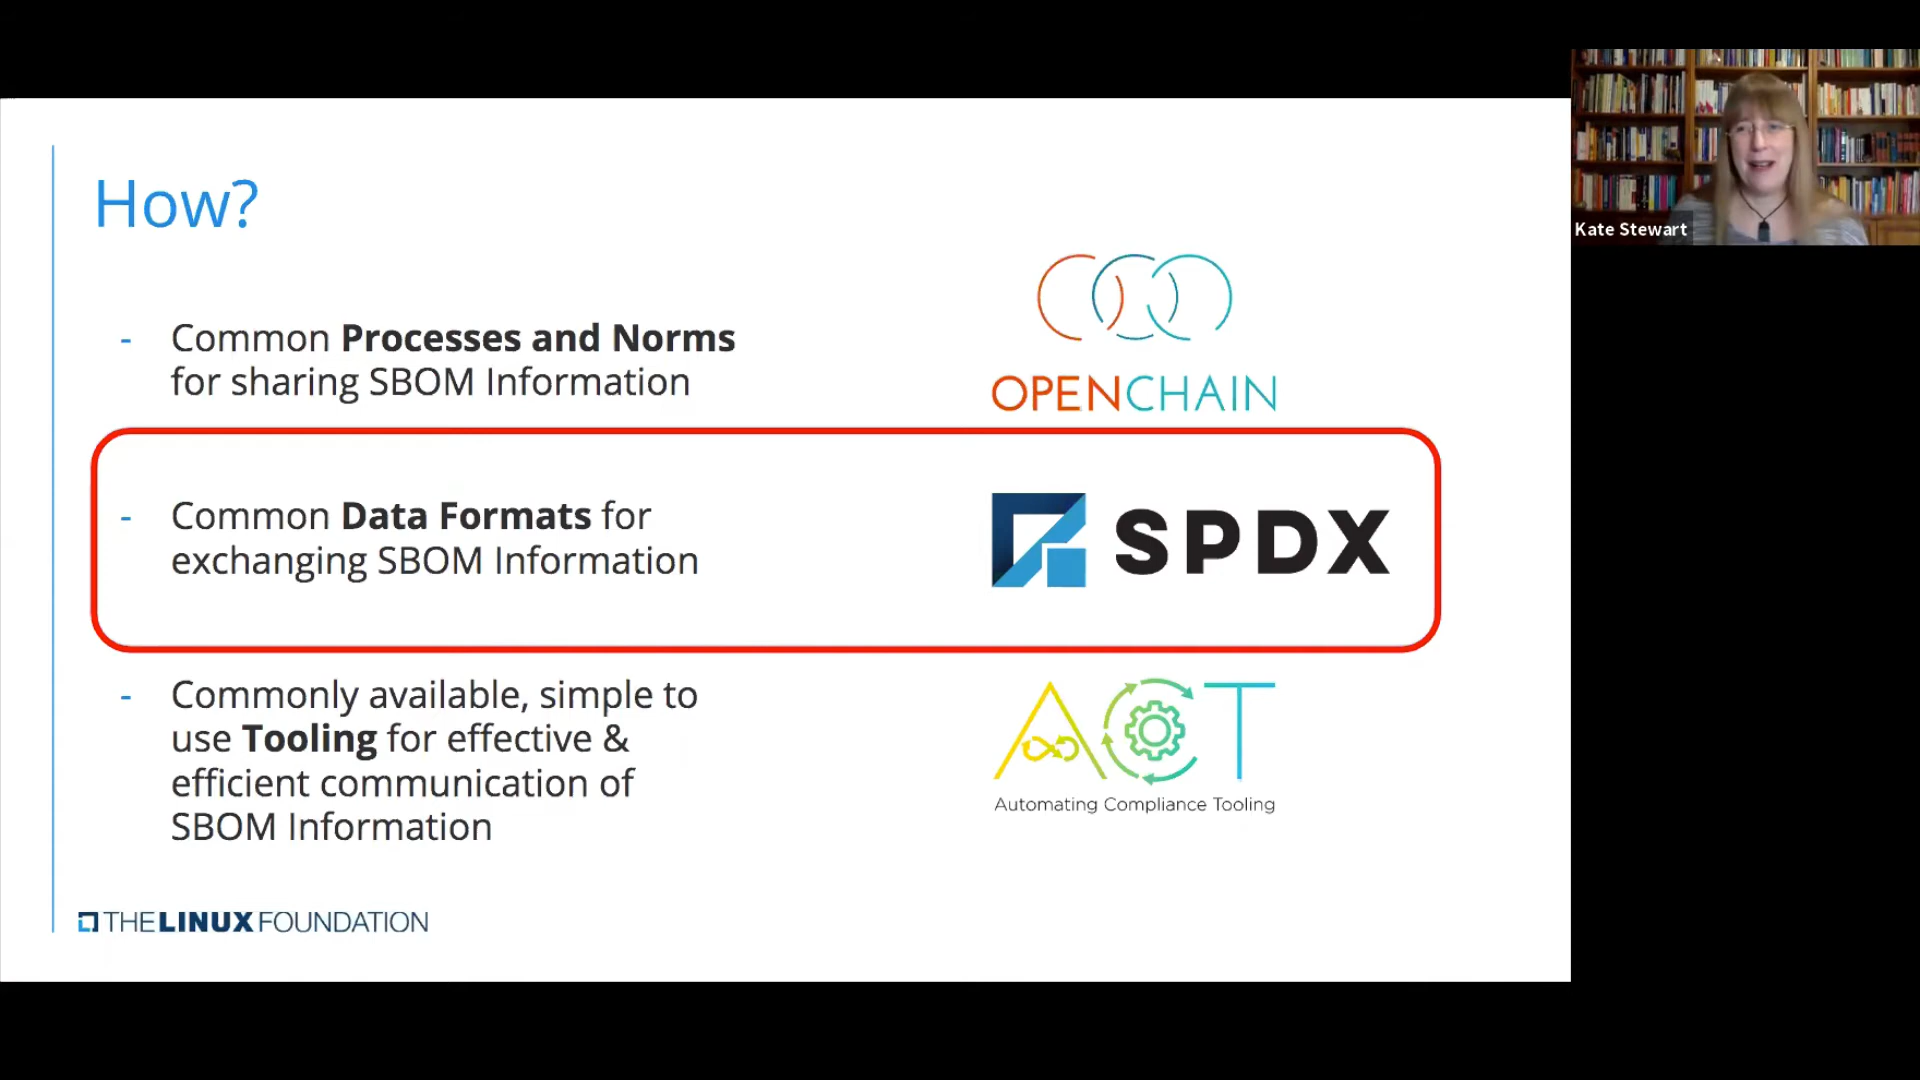 How?
- Common Processes and Norms
for sharing SBOM Information
OPENCHAIN
- Common Data Formats for
exchanging SBOM Information
SPDX
- Commonly available, simple to
use Tooling for effective &
efficient communication of
SBOM Information
ACT
Automating Compliance Tooling
THE LINUX FOUNDATION
Kate Stewart